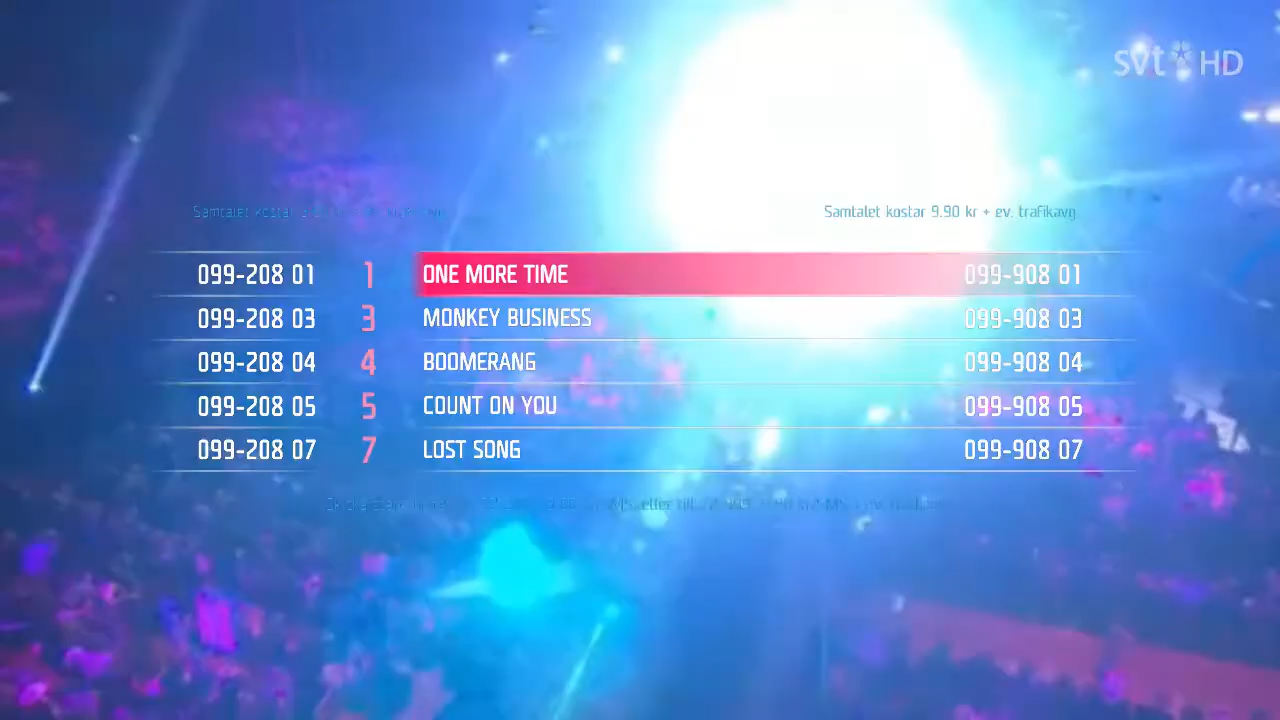 svt HD
Samtalet kostar
Samtalet kostar 9.90 kr + ev. trafikavg
099-208 01 1 ONE MORE TIME 099-908 01
099-208 03 3 MONKEY BUSINESS 099-908 03
099-208 04 4 BOOMERANG 099-908 04
099-208 05 5 COUNT ON YOU 099-908 05
099-208 07 7 LOST SONG 099-908 07